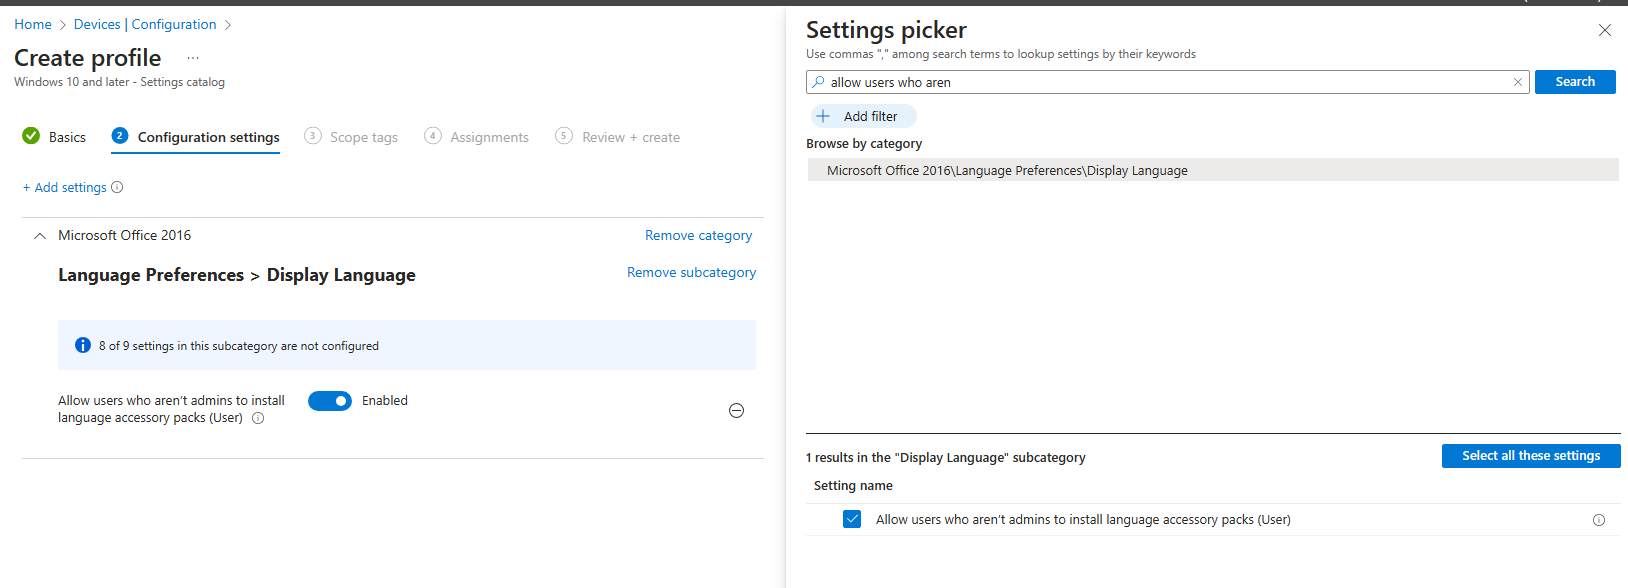 Home > Devices | Configuration >
Create profile ...
Windows 10 and later - Settings catalog
Basics
2 Configuration settings
3 Scope tags
4 Assignments
5 Review + create
+ Add settings
Microsoft Office 2016
Remove category
Language Preferences > Display Language
Remove subcategory
8 of 9 settings in this subcategory are not configured
Allow users who aren't admins to install
language accessory packs (User)
Enabled
Settings picker
Use commas "," among search terms to lookup settings by their keywords
allow users who aren
Search
+ Add filter
Browse by category
Microsoft Office 2016\Language Preferences\Display Language
1 results in the "Display Language" subcategory
Select all these settings
Setting name
Allow users who aren't admins to install language accessory packs (User)